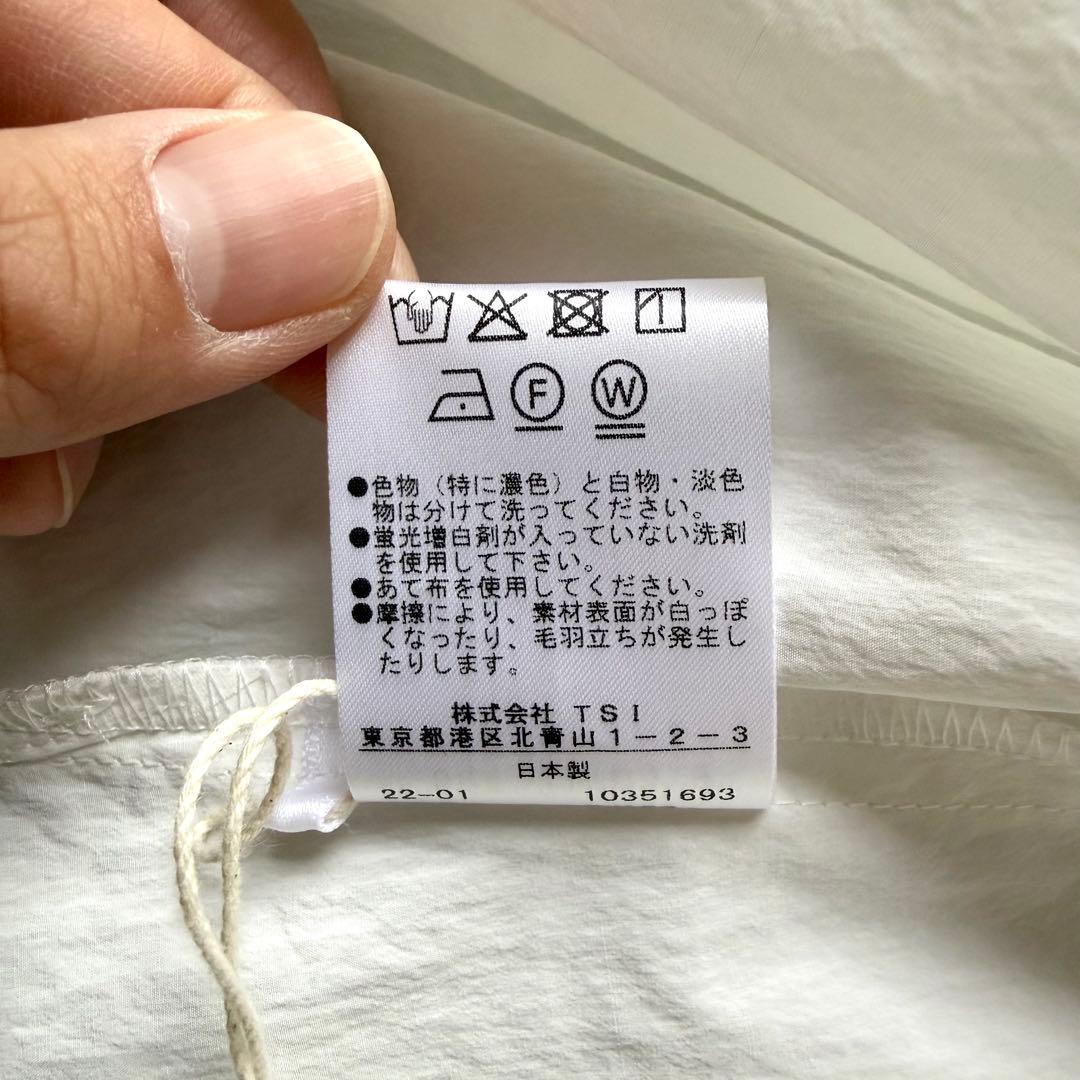 F W
●色物（特に濃色）と白物・淡色
物は分けて洗ってください。
●蛍光増白剤が入っていない洗剤
を使用して下さい。
●あて布を使用してください。
●摩擦により、素材表面が白っぽ
くなったり、毛羽立ちが発生し
たりします。
株式会社 TSI
東京都港区北青山1-2-3
日本製
22-01 10351693